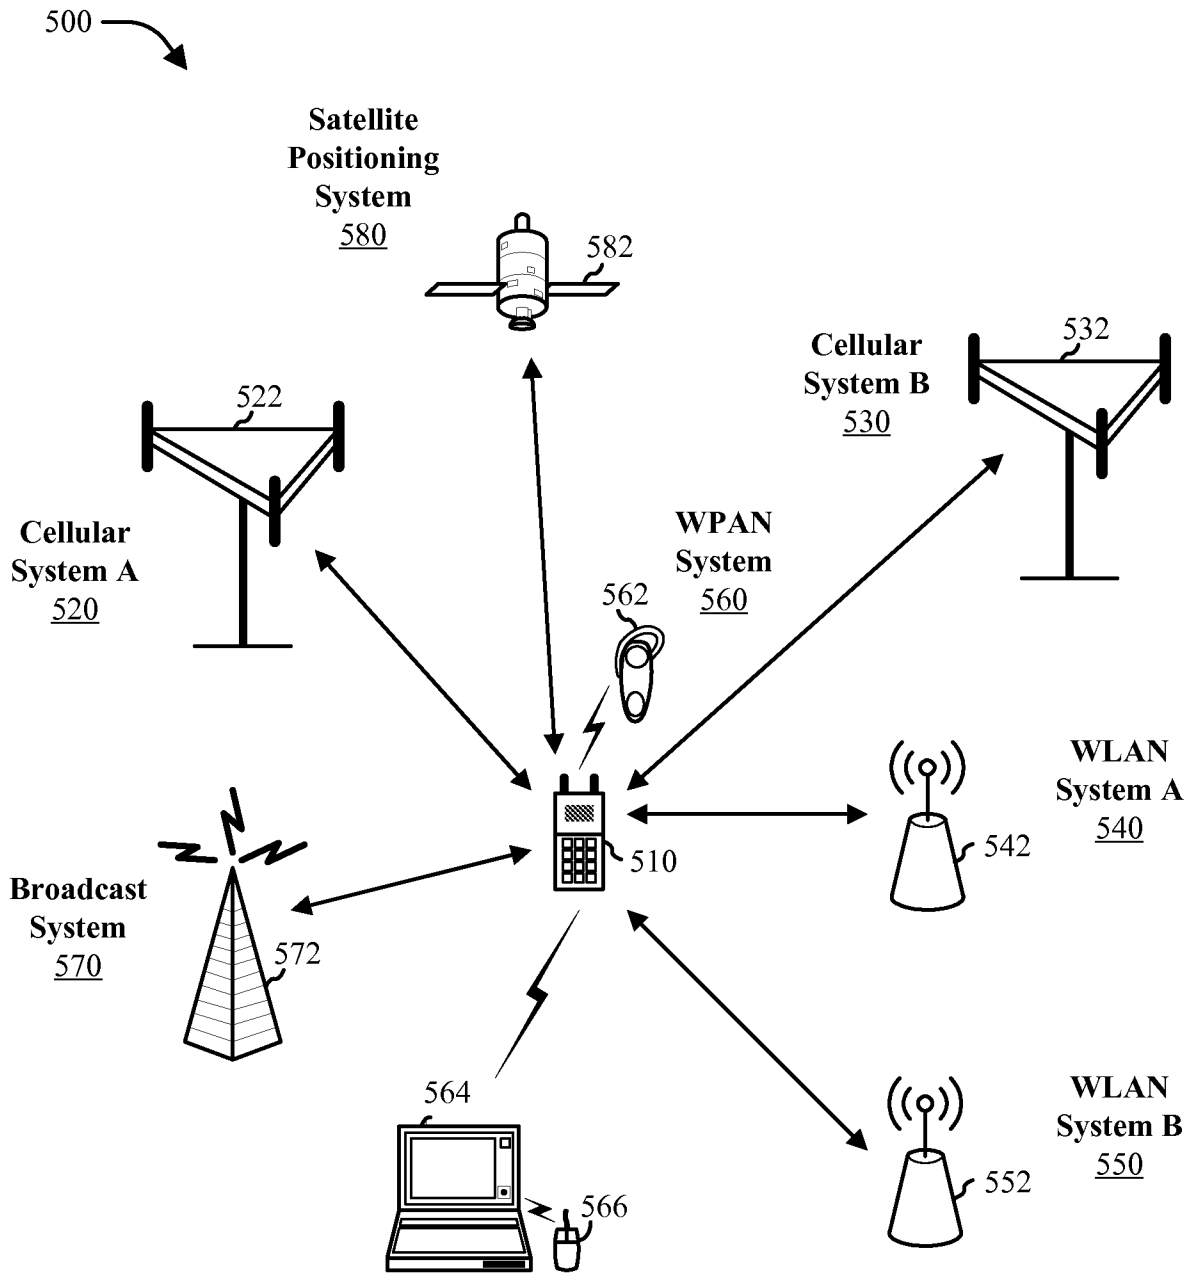 500
Satellite
Positioning
System
580
582
Cellular
System B
530
532
522
Cellular
System A
520
WPAN
System
560
562
WLAN
System A
540
542
510
Broadcast
System
570
572
564
566
WLAN
System B
550
552